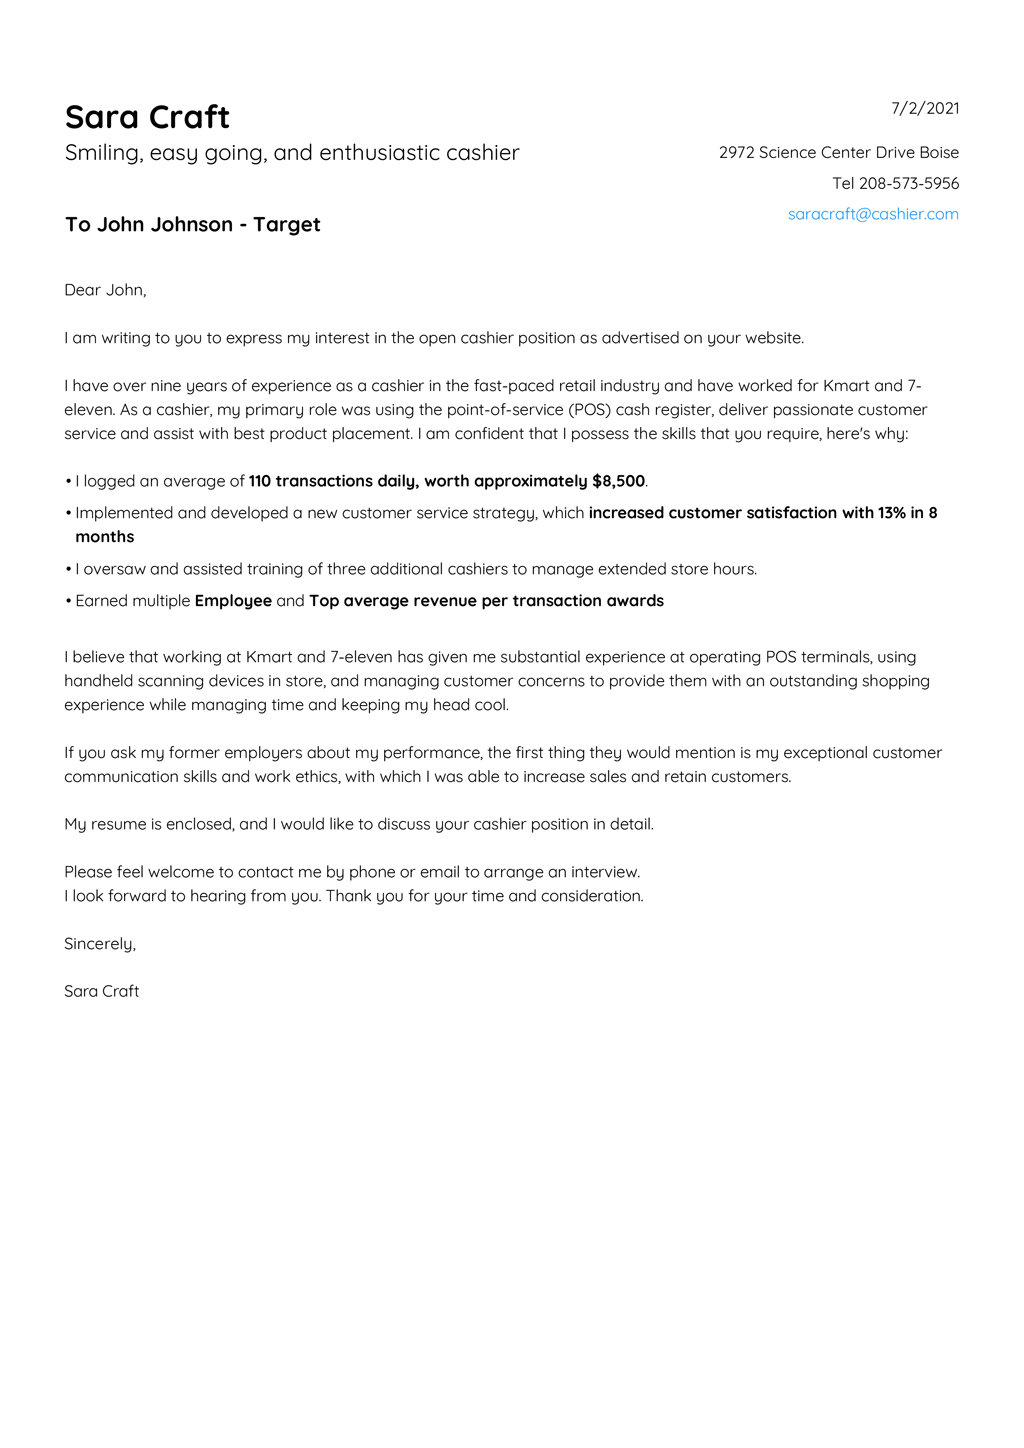 Sara Craft
Smiling, easy going, and enthusiastic cashier
7/2/2021
2972 Science Center Drive Boise
Tel 208-573-5956
saracraft@cashier.com
To John Johnson - Target
Dear John,
I am writing to you to express my interest in the open cashier position as advertised on your website.
I have over nine years of experience as a cashier in the fast-paced retail industry and have worked for Kmart and 7-
eleven. As a cashier, my primary role was using the point-of-service (POS) cash register, deliver passionate customer
service and assist with best product placement. I am confident that I possess the skills that you require, here's why:
• I logged an average of 110 transactions daily, worth approximately $8,500.
• Implemented and developed a new customer service strategy, which increased customer satisfaction with 13% in 8
months
• I oversaw and assisted training of three additional cashiers to manage extended store hours.
• Earned multiple Employee and Top average revenue per transaction awards
I believe that working at Kmart and 7-eleven has given me substantial experience at operating POS terminals, using
handheld scanning devices in store, and managing customer concerns to provide them with an outstanding shopping
experience while managing time and keeping my head cool.
If you ask my former employers about my performance, the first thing they would mention is my exceptional customer
communication skills and work ethics, with which I was able to increase sales and retain customers.
My resume is enclosed, and I would like to discuss your cashier position in detail.
Please feel welcome to contact me by phone or email to arrange an interview.
I look forward to hearing from you. Thank you for your time and consideration.
Sincerely,
Sara Craft